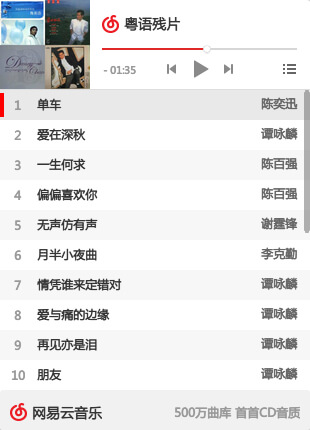 粤语残片
- 01:35
1 单车 陈奕迅
2 爱在深秋 谭咏麟
3 一生何求 陈百强
4 偏偏喜欢你 陈百强
5 无声仿有声 谢霆锋
6 月半小夜曲 李克勤
7 情凭谁来定错对 谭咏麟
8 爱与痛的边缘 谭咏麟
9 再见亦是泪 谭咏麟
10 朋友 谭咏麟
网易云音乐 500万曲库 首首CD音质